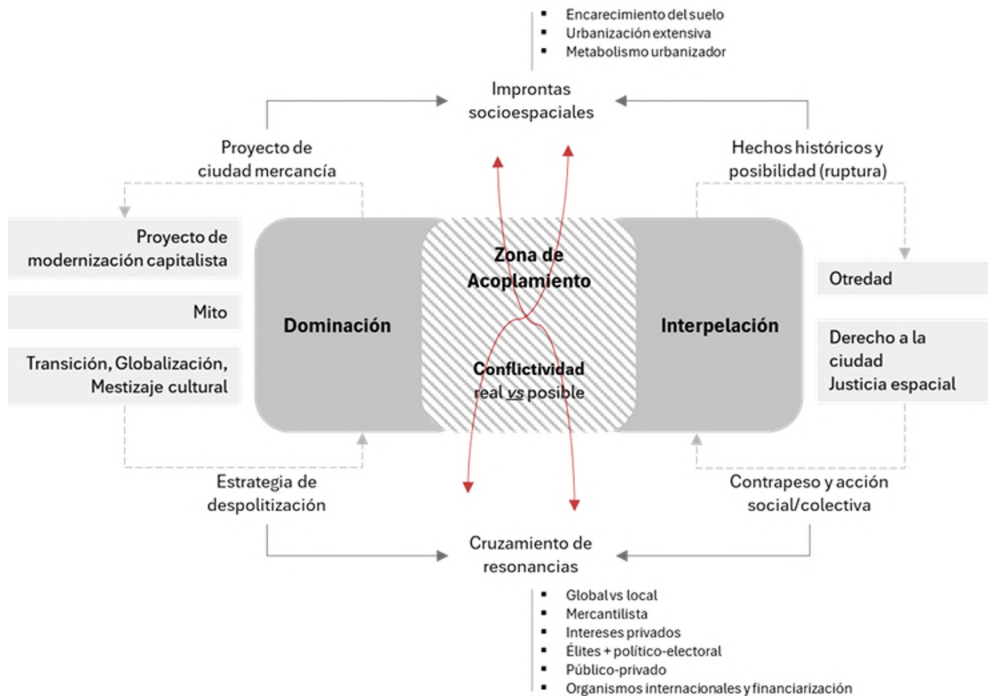 ▪ Encarecimiento del suelo
▪ Urbanización extensiva
▪ Metabolismo urbanizador
Improntas
socioespaciales
Proyecto de
ciudad mercancía
Hechos históricos y
posibilidad (ruptura)
Proyecto de
modernización capitalista
Mito
Transición, Globalización,
Mestizaje cultural
Dominación
Zona de
Acoplamiento
Conflictividad
real vs posible
Interpelación
Otredad
Derecho a la
ciudad
Justicia espacial
Estrategia de
despolitización
Contrapeso y acción
social/colectiva
Cruzamiento de
resonancias
▪ Global vs local
▪ Mercantilista
▪ Intereses privados
▪ Élites + político-electoral
▪ Público-privado
▪ Organismos internacionales y financiarización